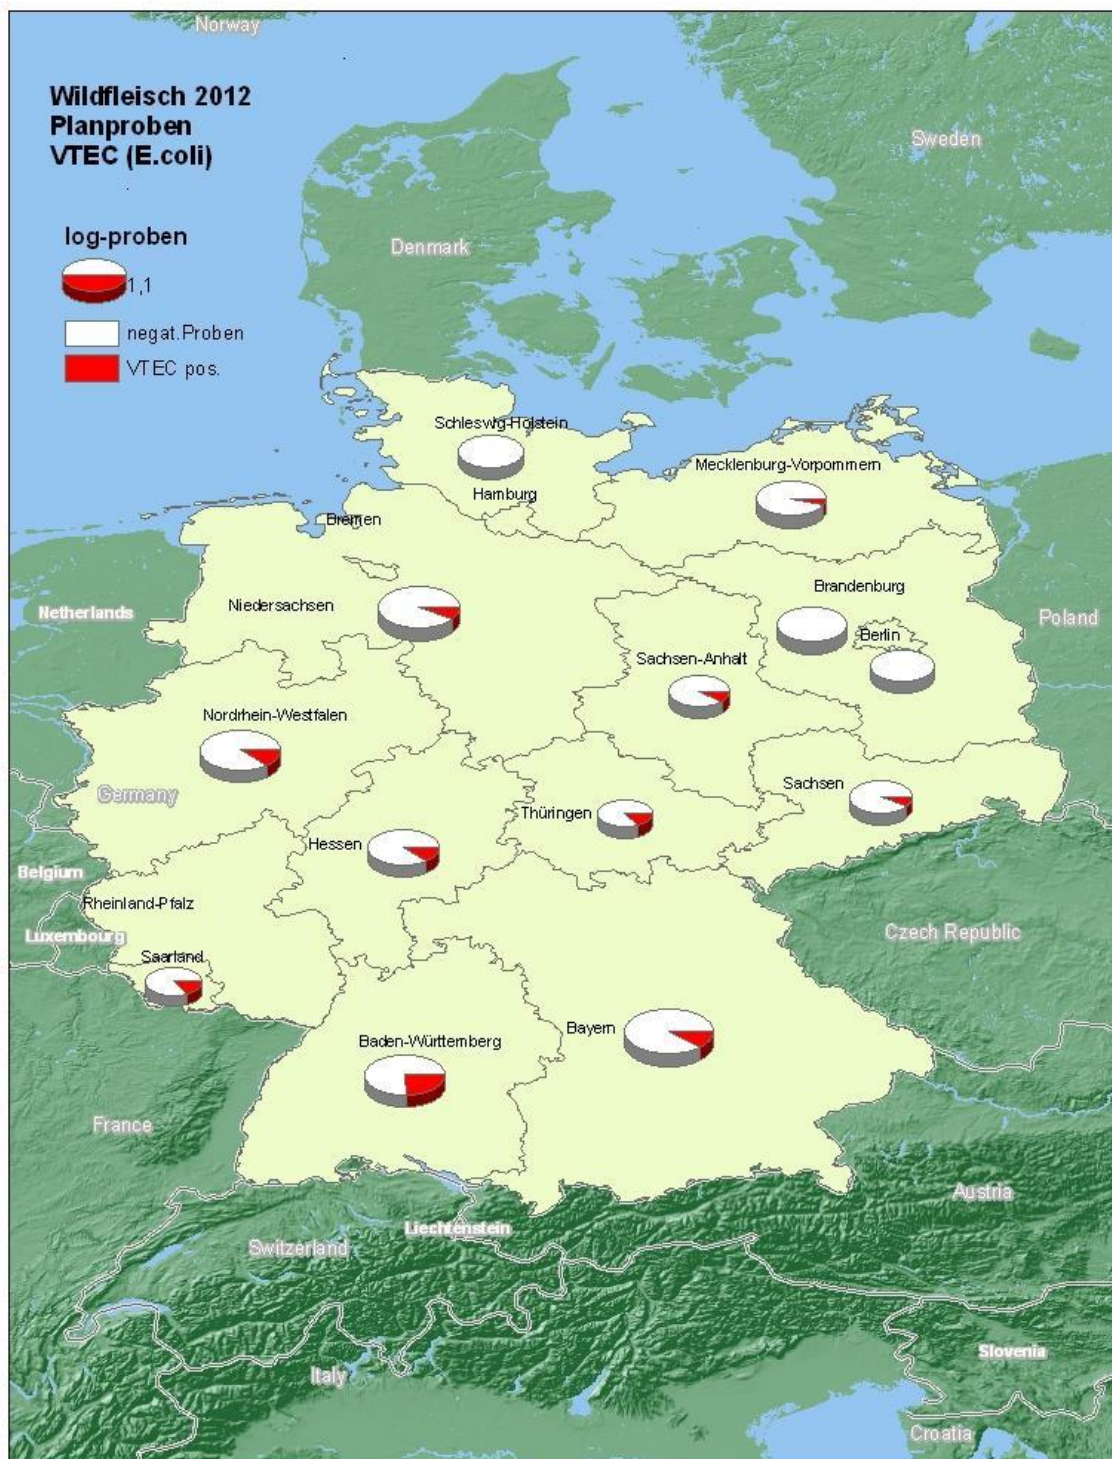 Norway
Wildfleisch 2012
Planproben
VTEC (E.coli)
Sweden
log-proben
Denmark
1,1
negat.Proben
VTEC pos.
Schleswig-Holstein
Mecklenburg-Vorpommern
Hamburg
Bremen
Brandenburg
Niedersachsen
Netherlands
Poland
Berlin
Sachsen-Anhalt
Nordrhein-Westfalen
Sachsen
Germany
Thüringen
Hessen
Belgium
Rheinland-Pfalz
Czech Republic
Luxembourg
Saarland
Bayern
Baden-Württemberg
France
Austria
Liechtenstein
Switzerland
Slovenia
Italy
Croatia